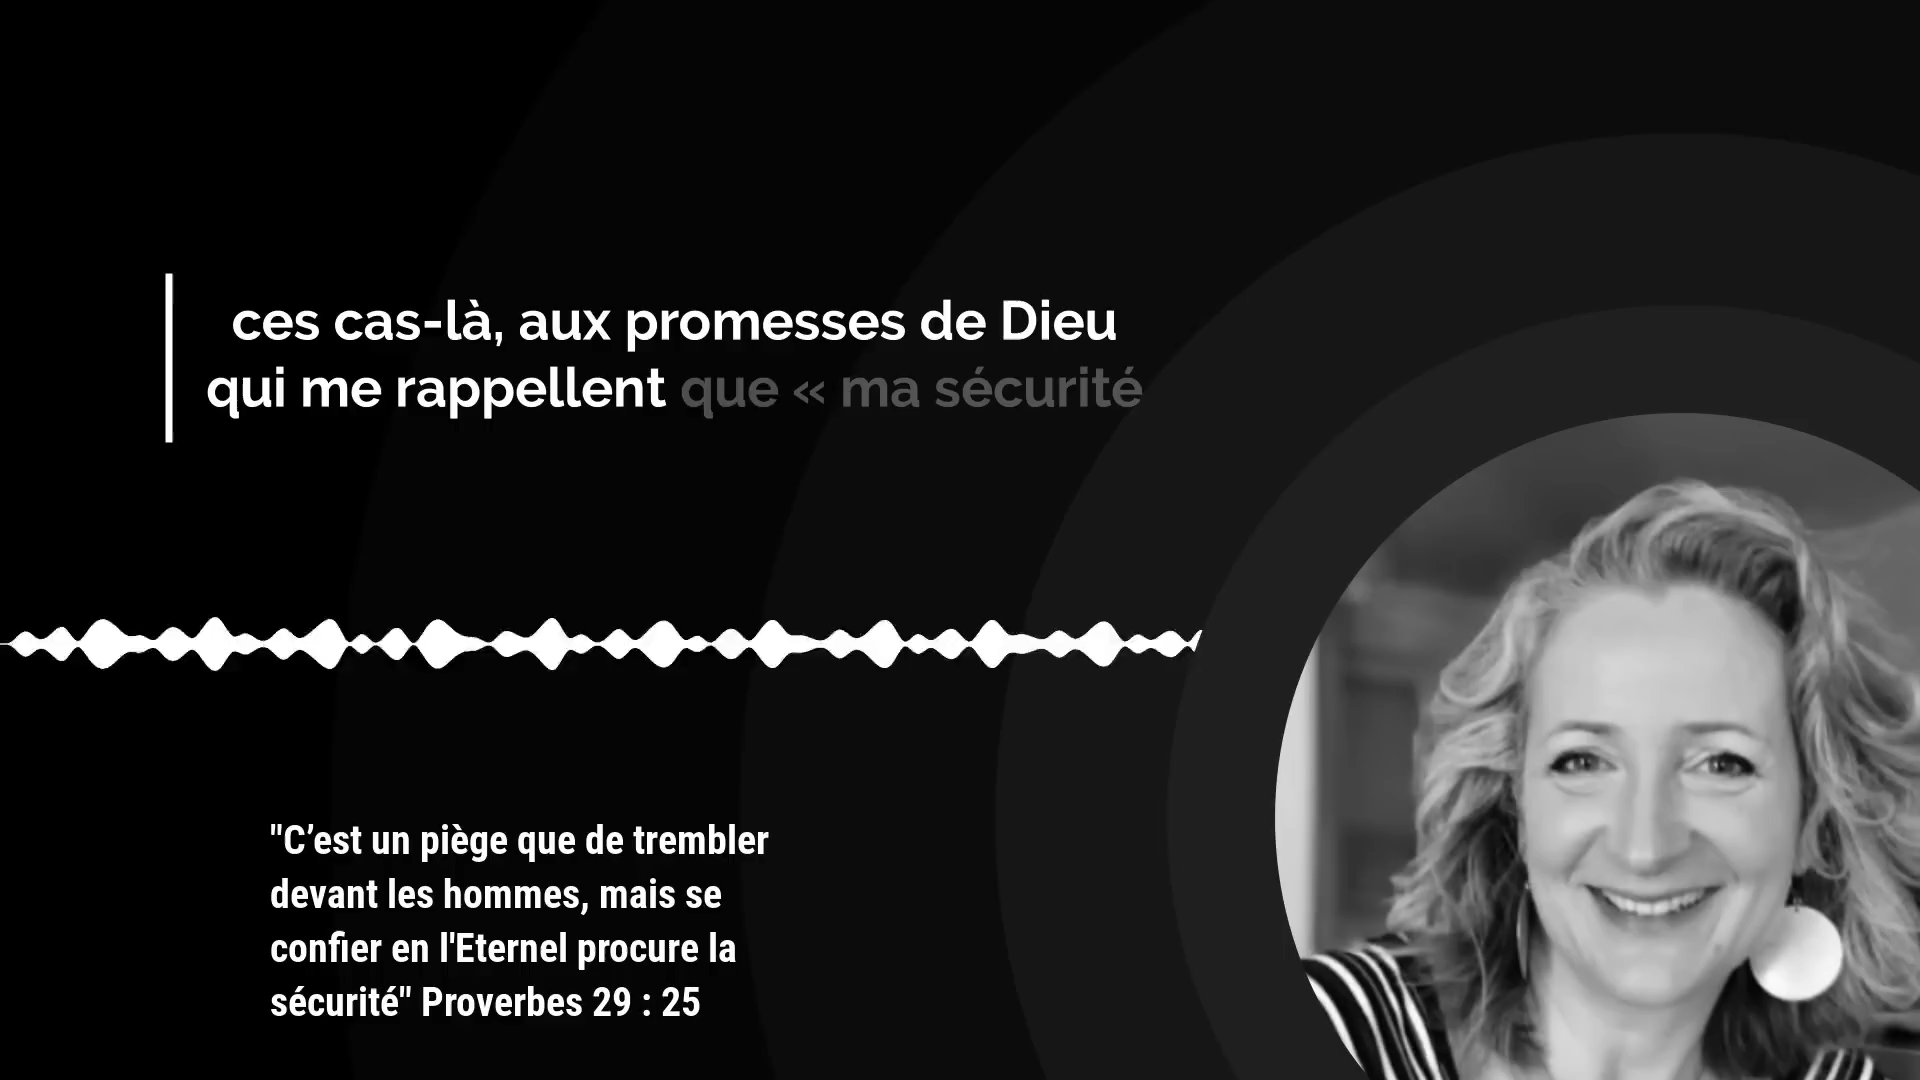 ces cas-là, aux promesses de Dieu
qui me rappellent que « ma sécurité
"C’est un piège que de trembler
devant les hommes, mais se
confier en l'Eternel procure la
sécurité" Proverbes 29 : 25